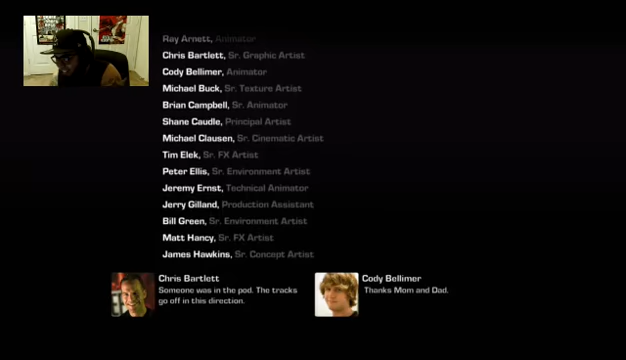 Ray Arnett, Animator
Chris Bartlett, Sr. Graphic Artist
Cody Bellimer, Animator
Michael Buck, Sr. Texture Artist
Brian Campbell, Sr. Animator
Shane Caudle, Principal Artist
Michael Clausen, Sr. Cinematic Artist
Tim Elek, Sr. FX Artist
Peter Ellis, Sr. Environment Artist
Jeremy Ernst, Technical Animator
Jerry Gilland, Production Assistant
Bill Green, Sr. Environment Artist
Matt Hancy, Sr. FX Artist
James Hawkins, Sr. Concept Artist
Chris Bartlett
Someone was in the pod. The tracks
go off in this direction.
Cody Bellimer
Thanks Mom and Dad.